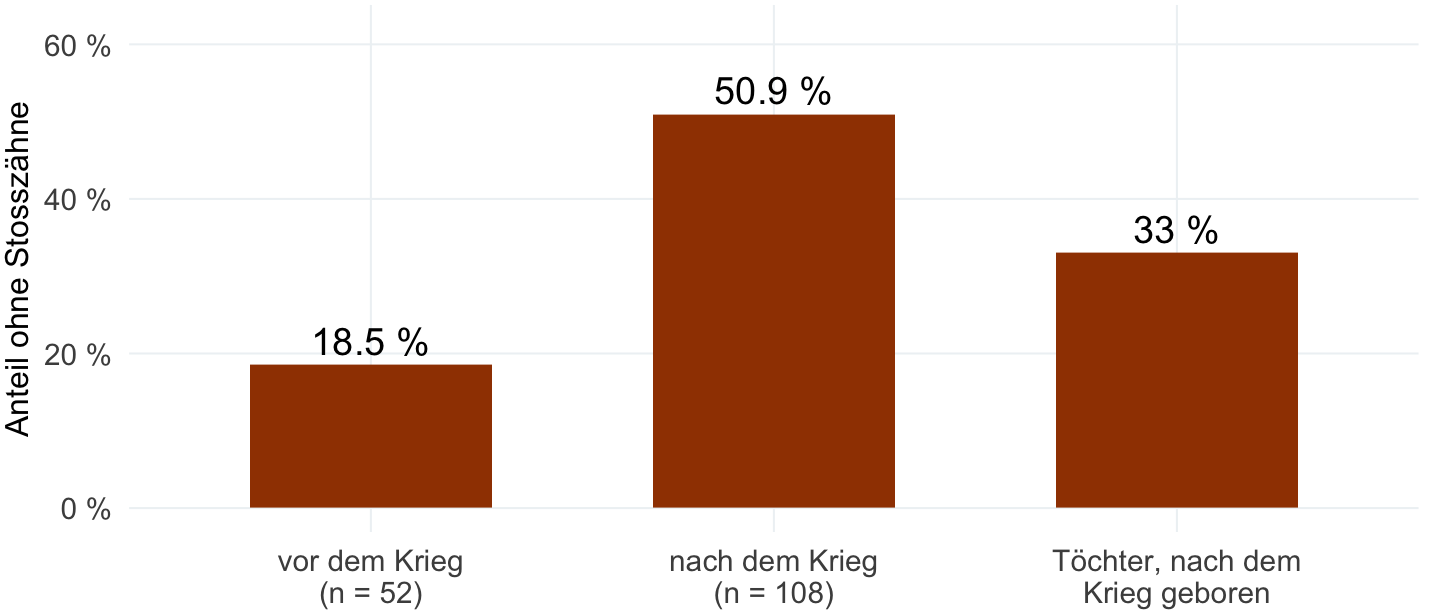 Anteil ohne Stosszähne
60 %
40 %
20 %
0 %
18.5 %
50.9 %
33 %
vor dem Krieg
(n = 52)
nach dem Krieg
(n = 108)
Töchter, nach dem
Krieg geboren